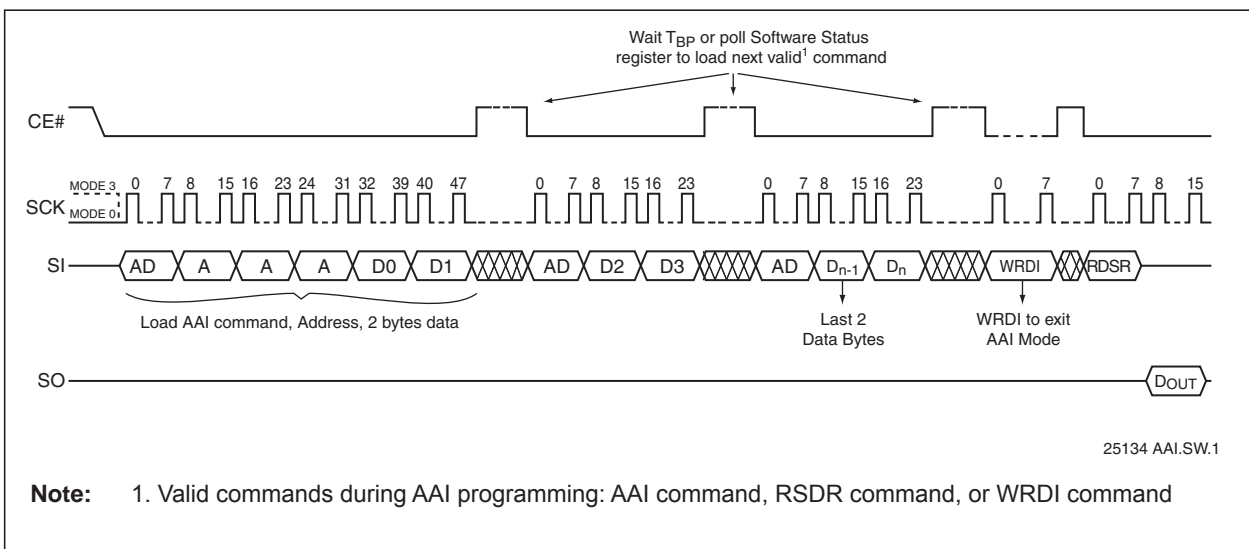 Wait TBP or poll Software Status
register to load next valid1 command
CE#
MODE 3
MODE 0
SCK
0 7 8 15 16 23 24 31 32 39 40 47 0 7 8 15 16 23 0 7 8 15 16 23 0 7 0 7 8 15
SI
AD A A A D0 D1 AD D2 D3 AD Dn-1 Dn WRDI RDSR
Load AAI command, Address, 2 bytes data
Last 2
Data Bytes
WRDI to exit
AAI Mode
SO
DOUT
25134 AAI.SW.1
Note: 1. Valid commands during AAI programming: AAI command, RSDR command, or WRDI command